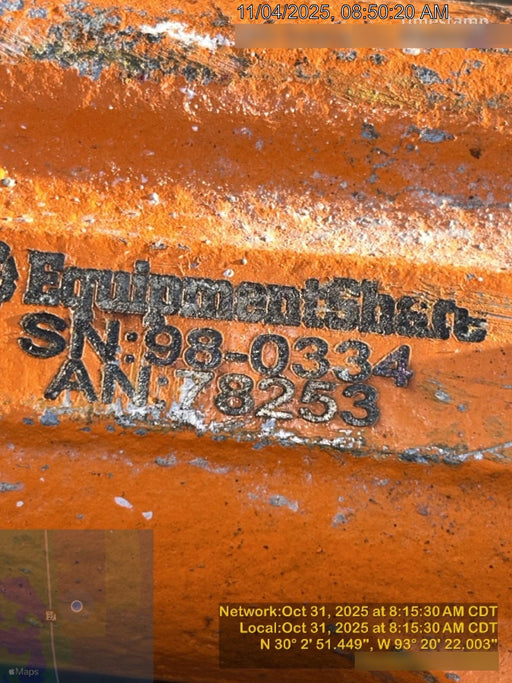 11/04/2025, 08:50:20 AM
Timestamp
EquipmentShare
SN:98-0334
AN:78253
Network:Oct 31, 2025 at 8:15:30 AM CDT
Local:Oct 31, 2025 at 8:15:30 AM CDT
N 30° 2' 51.449", W 93° 20' 22.003"
Maps